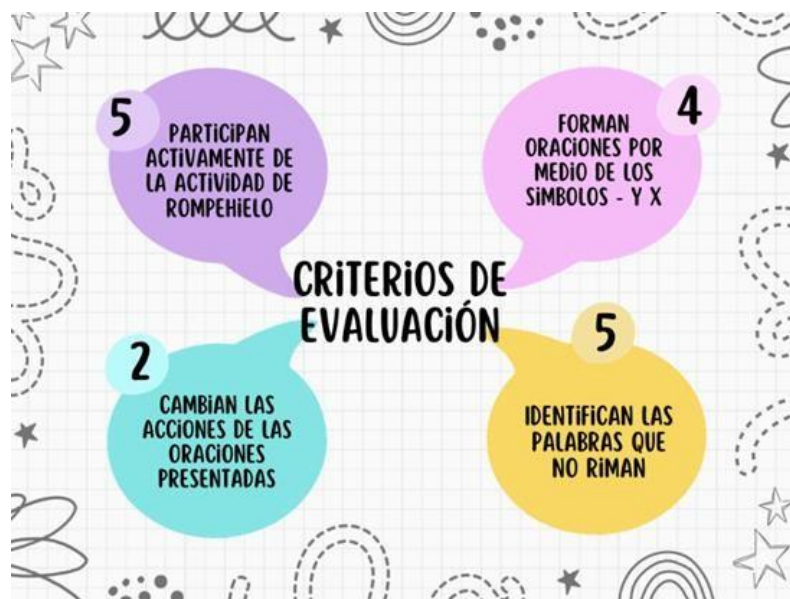 5
PARTICIPAN
ACTIVAMENTE DE
LA ACTIVIDAD DE
ROMPEHIELO
4
FORMAN
ORACIONES POR
MEDIO DE LOS
SÍMBOLOS - Y X
CRITERIOS DE
EVALUACIÓN
2
CAMBIAN LAS
ACCIONES DE LAS
ORACIONES
PRESENTADAS
5
IDENTIFICAN LAS
PALABRAS QUE
NO RIMAN